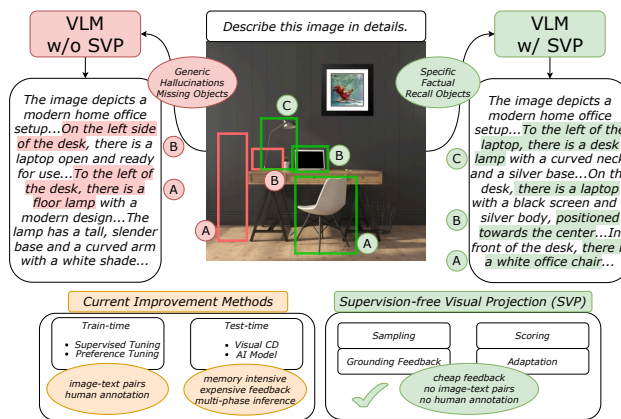 VLM
w/o SVP
Describe this image in details.
VLM
w/ SVP
Generic
Hallucinations
Missing Objects
Specific
Factual
Recall Objects
The image depicts a
modern home office
setup...On the left side
of the desk, there is a
laptop open and ready
for use...To the left of
the desk, there is a
floor lamp with a
modern design...The
lamp has a tall, slender
base and a curved arm
with a white shade...
B
A
C
B
B
A
A
The image depicts a
modern home office
setup...To the left of the
laptop, there is a desk
lamp with a curved neck
and a silver base...On the
desk, there is a laptop
with a black screen and
silver body, positioned
towards the center...In
front of the desk, there is
a white office chair...
C
B
A
Current Improvement Methods
Train-time
• Supervised Tuning
• Preference Tuning
Test-time
• Visual CD
• AI Model
image-text pairs
human annotation
memory intensive
expensive feedback
multi-phase inference
Supervision-free Visual Projection (SVP)
Sampling
Scoring
Grounding Feedback
Adaptation
cheap feedback
no image-text pairs
no human annotation